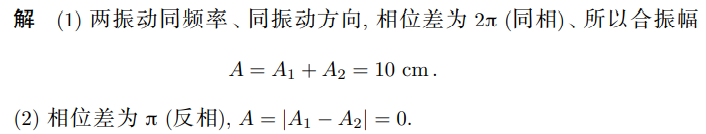 解 (1) 两振动同频率、同振动方向, 相位差为 2π (同相)、所以合振幅
A = A₁ + A₂ = 10 cm.
(2) 相位差为 π (反相), A = |A₁ − A₂| = 0.